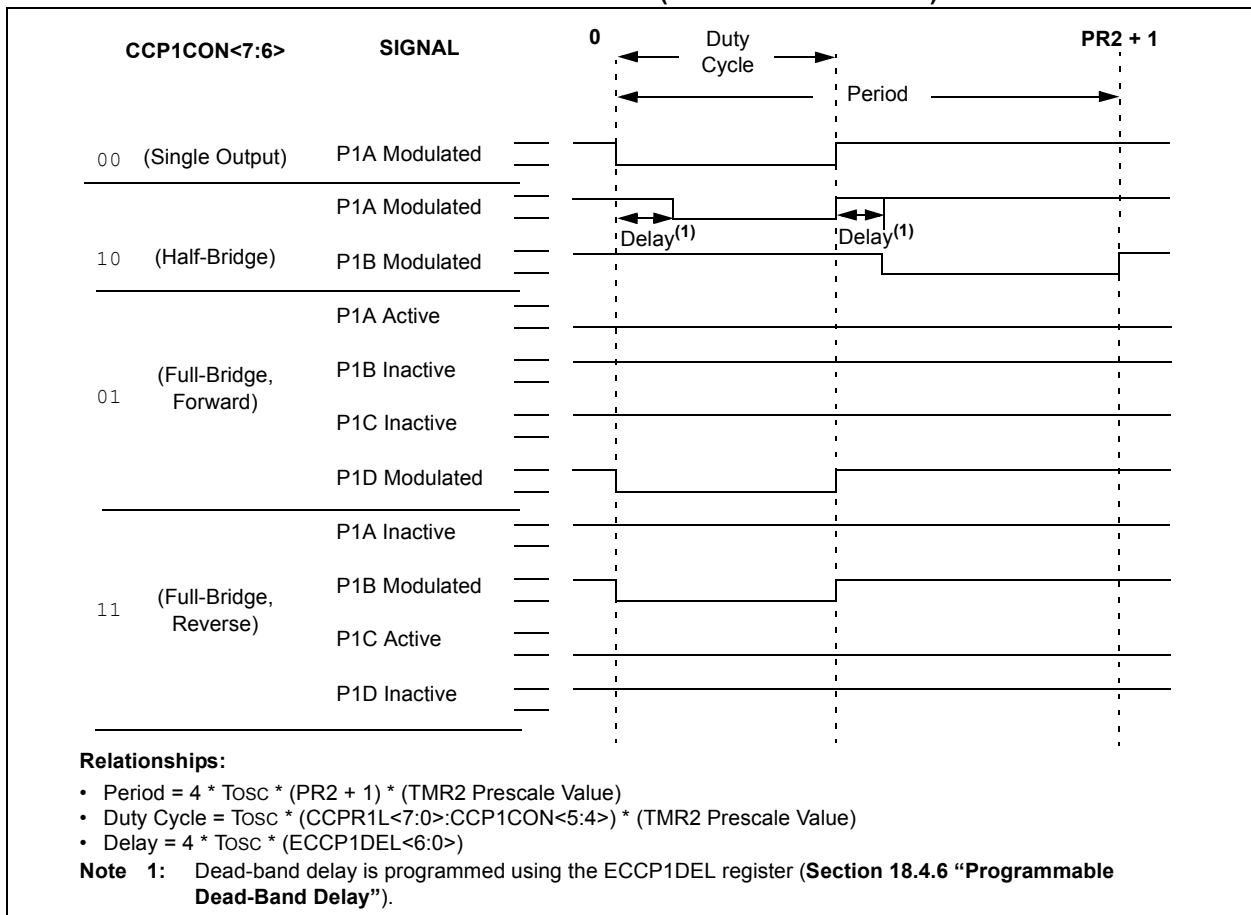 CCP1CON<7:6> SIGNAL 0 Duty Cycle PR2 + 1
Period
00 (Single Output) P1A Modulated
P1A Modulated
Delay(1) Delay(1)
10 (Half-Bridge) P1B Modulated
P1A Active
P1B Inactive
01 (Full-Bridge, Forward)
P1C Inactive
P1D Modulated
P1A Inactive
P1B Modulated
11 (Full-Bridge, Reverse)
P1C Active
P1D Inactive
Relationships:
• Period = 4 * TOSC * (PR2 + 1) * (TMR2 Prescale Value)
• Duty Cycle = TOSC * (CCPR1L<7:0>:CCP1CON<5:4>) * (TMR2 Prescale Value)
• Delay = 4 * TOSC * (ECCP1DEL<6:0>)
Note 1: Dead-band delay is programmed using the ECCP1DEL register (Section 18.4.6 “Programmable
Dead-Band Delay”).